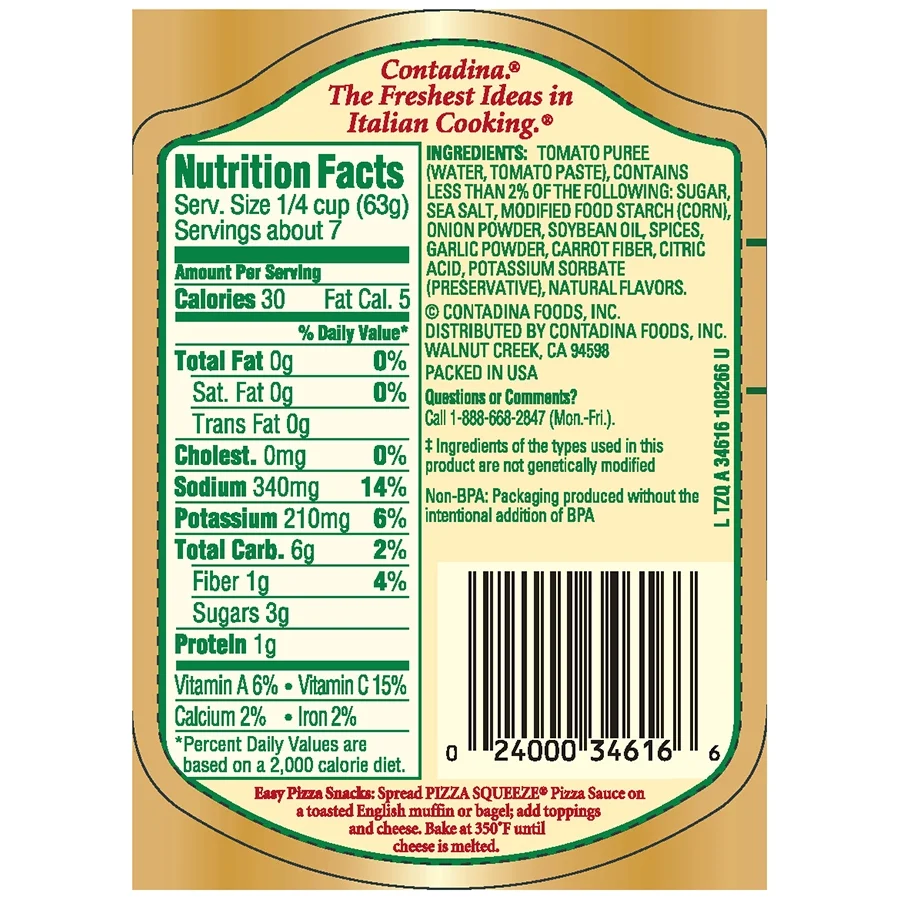 Contadina.®
The Freshest Ideas in
Italian Cooking.®
Nutrition Facts
Serv. Size 1/4 cup (63g)
Servings about 7
Amount Per Serving
Calories 30 Fat Cal. 5
% Daily Value*
Total Fat 0g 0%
Sat. Fat 0g 0%
Trans Fat 0g
Cholest. 0mg 0%
Sodium 340mg 14%
Potassium 210mg 6%
Total Carb. 6g 2%
Fiber 1g 4%
Sugars 3g
Protein 1g
Vitamin A 6% • Vitamin C 15%
Calcium 2% • Iron 2%
*Percent Daily Values are
based on a 2,000 calorie diet.
INGREDIENTS: TOMATO PUREE
(WATER, TOMATO PASTE), CONTAINS
LESS THAN 2% OF THE FOLLOWING: SUGAR,
SEA SALT, MODIFIED FOOD STARCH (CORN),
ONION POWDER, SOYBEAN OIL, SPICES,
GARLIC POWDER, CARROT FIBER, CITRIC
ACID, POTASSIUM SORBATE
(PRESERVATIVE), NATURAL FLAVORS.
© CONTADINA FOODS, INC.
DISTRIBUTED BY CONTADINA FOODS, INC.
WALNUT CREEK, CA 94598
PACKED IN USA
Questions or Comments?
Call 1-888-668-2847 (Mon.-Fri.).
‡ Ingredients of the types used in this
product are not genetically modified
Non-BPA: Packaging produced without the
intentional addition of BPA
L TZQ A 34616 108266 U
0 24000 34616 6
Easy Pizza Snacks: Spread PIZZA SQUEEZE® Pizza Sauce on
a toasted English muffin or bagel; add toppings
and cheese. Bake at 350°F until
cheese is melted.